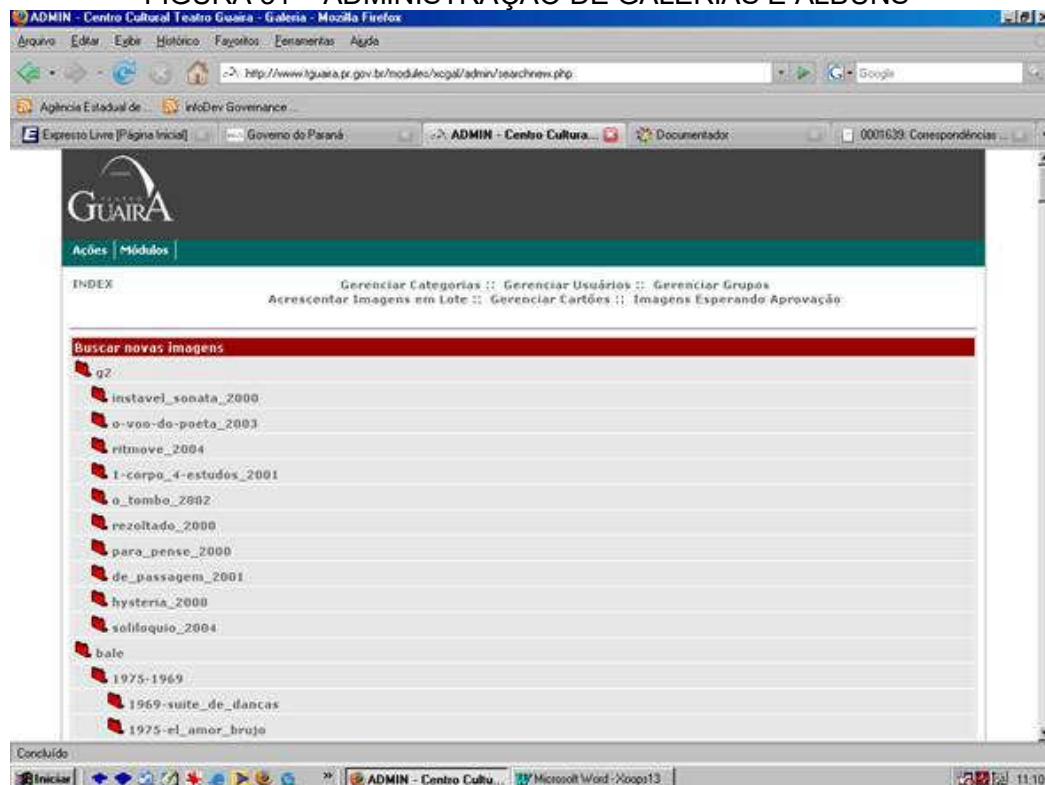 ADMINISTRAÇÃO DE GALERIAS E ÁLBUNS
ADMIN - Centro Cultural Teatro Guaira - Galeria - Mozilla Firefox
Arquivo Editar Exibir Histórico Favoritos Ferramentas Ajuda
http://www.tguaira.pr.gov.br/modules/xcgal/admin/searchnew.php
Google
Agência Estadual de ... infoDev Governance ...
Expresso Livre [Página Inicial] Governo do Paraná ADMIN - Centro Cultura... Documentador 0001639: Correspondências ...
GUAIRA
Ações | Módulos |
INDEX
Gerenciar Categorias :: Gerenciar Usuários :: Gerenciar Grupos
Acrescentar Imagens em Lote :: Gerenciar Cartões :: Imagens Esperando Aprovação
Buscar novas imagens
g2
instavel_sonata_2000
o-voo-do-poeta_2003
ritmove_2004
1-corpo_4-estudos_2001
o_tombo_2002
rezoltado_2000
para_pense_2000
de_passagem_2001
hysteria_2000
soliloquio_2004
bale
1975-1969
1969-suite_de_dancas
1975-el_amor_brujo
Concluído
Iniciar » ADMIN - Centro Cultu... Microsoft Word - Xoops13 11:10